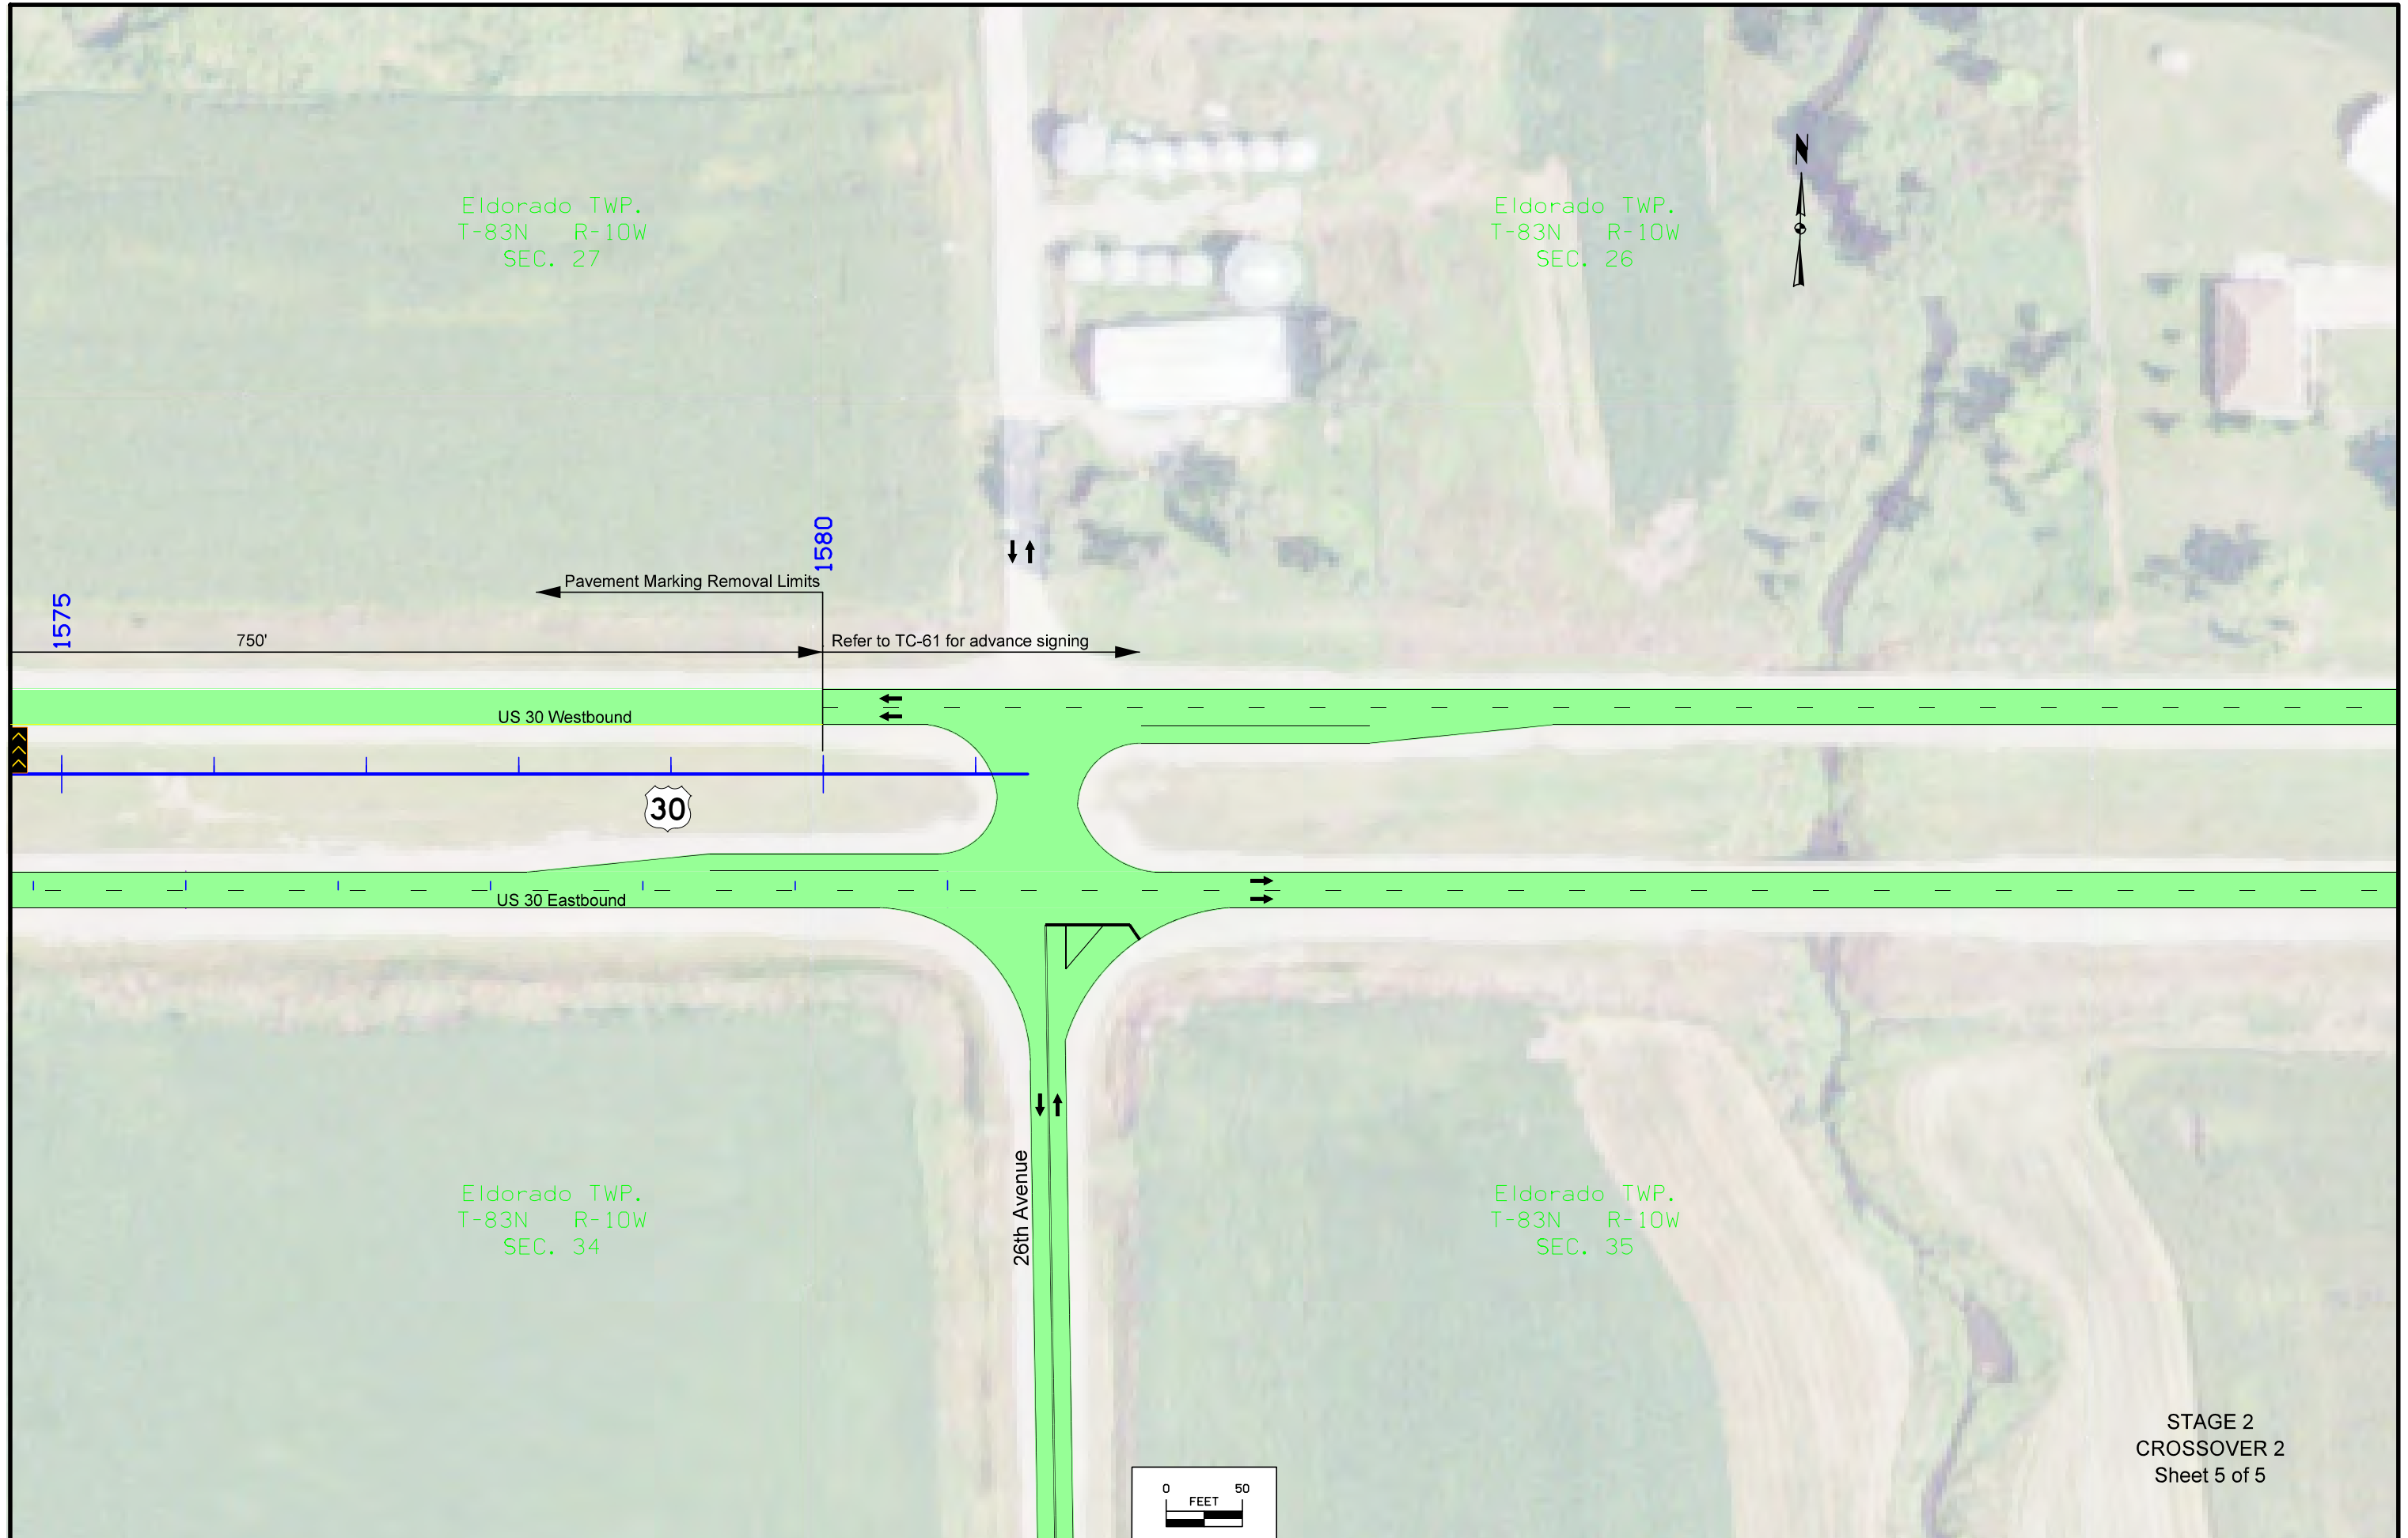 Eldorado TWP.
T-83N R-10W
SEC. 27
Eldorado TWP.
T-83N R-10W
SEC. 26
N
1575
1580
Pavement Marking Removal Limits
750'
Refer to TC-61 for advance signing
US 30 Westbound
30
US 30 Eastbound
26th Avenue
Eldorado TWP.
T-83N R-10W
SEC. 34
Eldorado TWP.
T-83N R-10W
SEC. 35
STAGE 2
CROSSOVER 2
Sheet 5 of 5
0 50
FEET